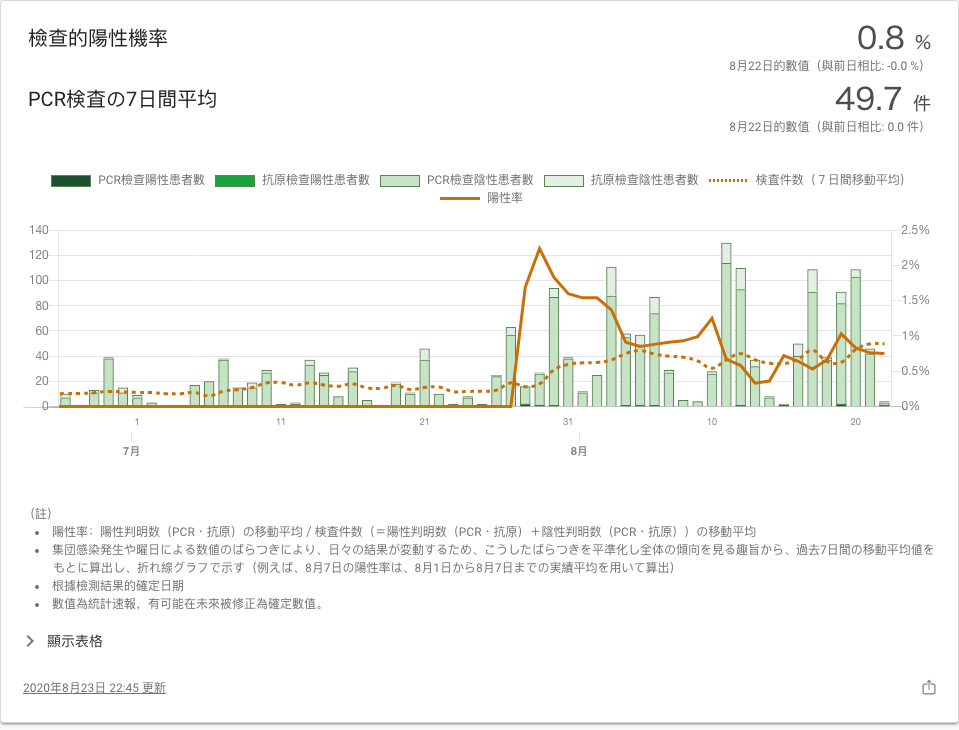 檢查的陽性機率
0.8 %
8月22日的數值（與前日相比: -0.0 %）
PCR検査の7日間平均
49.7 件
8月22日的數值（與前日相比: 0.0 件）
PCR檢查陽性患者數 抗原檢查陽性患者數 PCR檢查陰性患者數 抗原檢查陰性患者數 検査件数（７日間移動平均）
陽性率
140 2.5%
120 2%
100
80 1.5%
60 1%
40 0.5%
20
0 0%
1 11 21 31 10 20
7月 8月
（註）
陽性率：陽性判明数（PCR・抗原）の移動平均 / 検査件数（＝陽性判明数（PCR・抗原）＋陰性判明数（PCR・抗原））の移動平均
集団感染発生や曜日による数値のばらつきにより、日々の結果が変動するため、こうしたばらつきを平準化し全体の傾向を見る趣旨から、過去7日間の移動平均値を
もとに算出し、折れ線グラフで示す（例えば、8月7日の陽性率は、8月1日から8月7日までの実績平均を用いて算出）
根據檢測結果的確定日期
數值為統計速報，有可能在未來被修正為確定數值。
顯示表格
2020年8月23日 22:45 更新